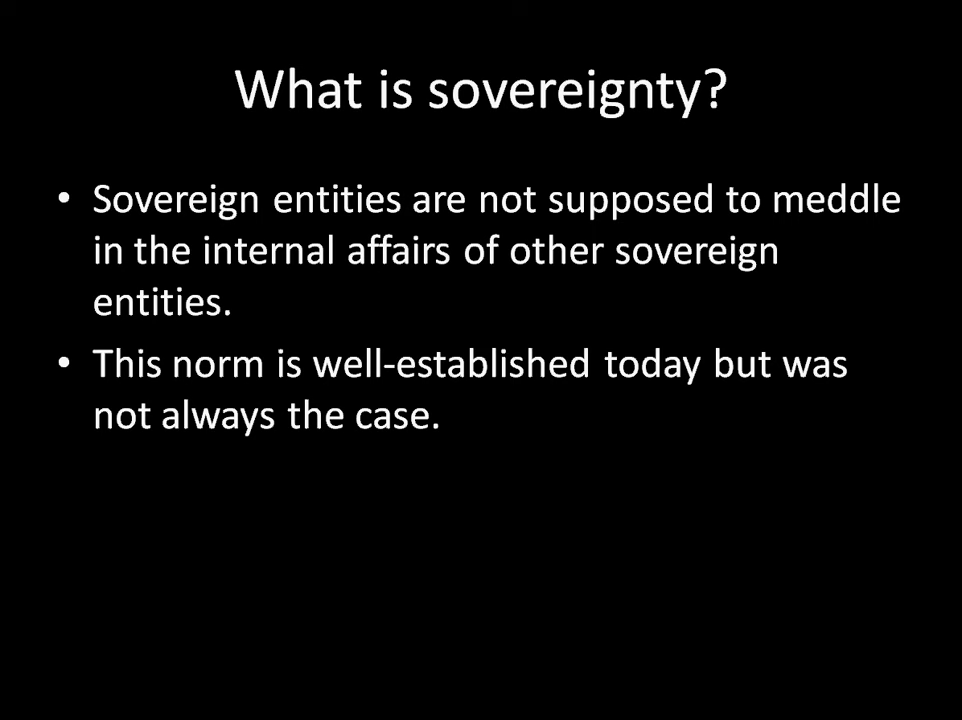 What is sovereignty?
• Sovereign entities are not supposed to meddle
in the internal affairs of other sovereign
entities.
• This norm is well-established today but was
not always the case.